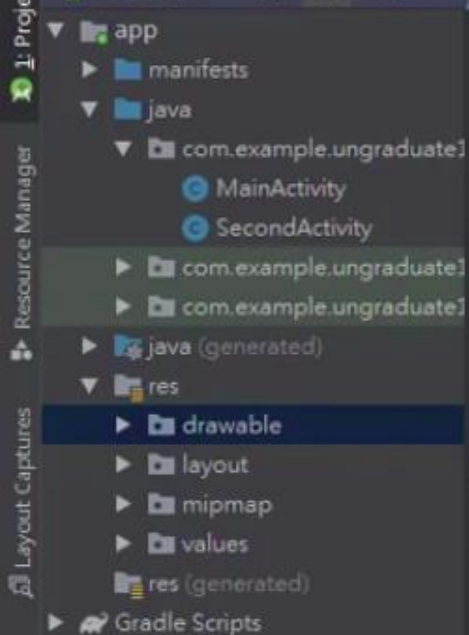 1: Proje
Resource Manager
Layout Captures
app
manifests
java
com.example.ungraduate1
MainActivity
SecondActivity
com.example.ungraduate1
com.example.ungraduate1
java (generated)
res
drawable
layout
mipmap
values
res (generated)
Gradle Scripts